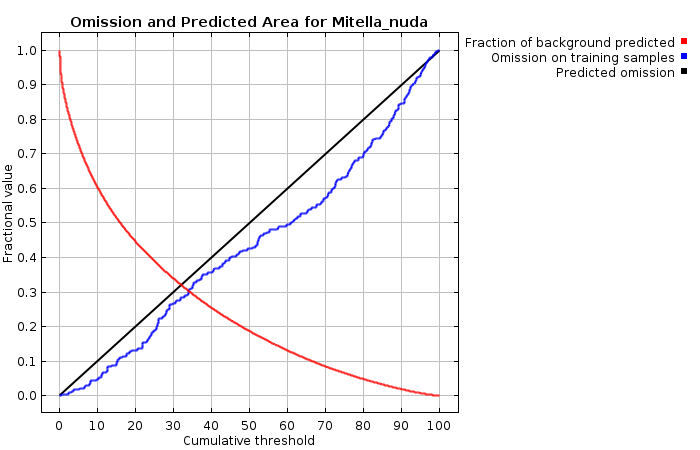 Omission and Predicted Area for Mitella_nuda
Fraction of background predicted
Omission on training samples
Predicted omission
Fractional value
1.0
0.9
0.8
0.7
0.6
0.5
0.4
0.3
0.2
0.1
0.0
0 10 20 30 40 50 60 70 80 90 100
Cumulative threshold